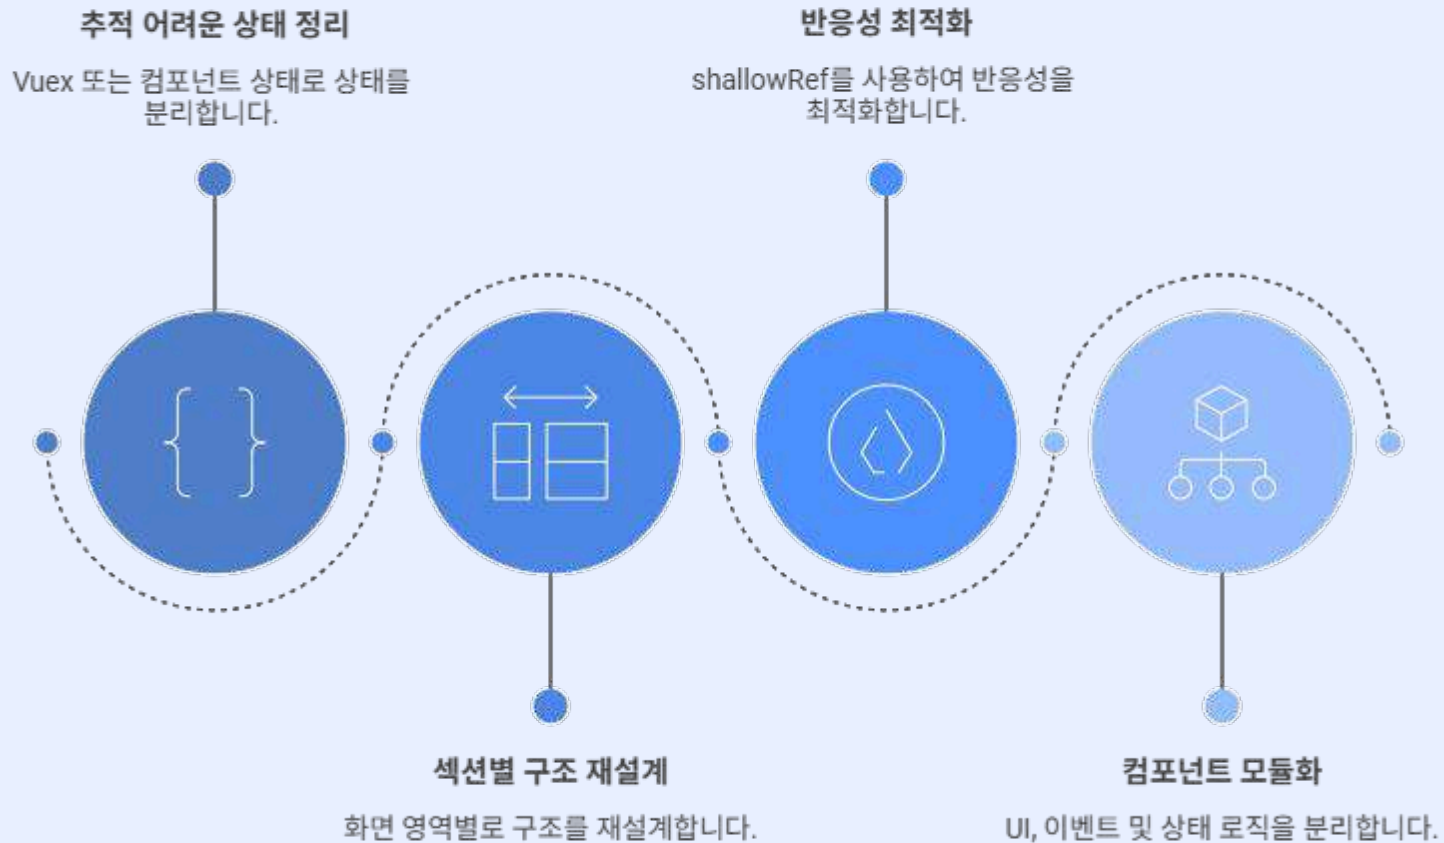 추적 어려운 상태 정리
Vuex 또는 컴포넌트 상태로 상태를
분리합니다.
섹션별 구조 재설계
화면 영역별로 구조를 재설계합니다.
반응성 최적화
shallowRef를 사용하여 반응성을
최적화합니다.
컴포넌트 모듈화
UI, 이벤트 및 상태 로직을 분리합니다.